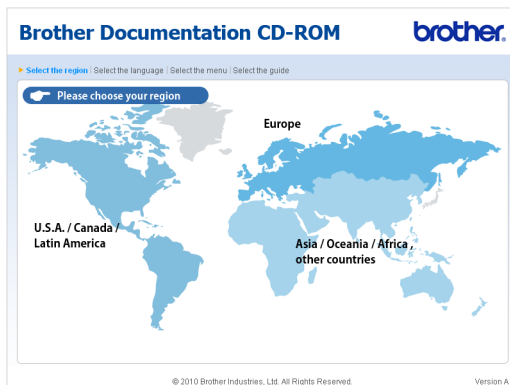 Brother Documentation CD-ROM
brother.
Select the region | Select the language | Select the menu | Select the guide
Please choose your region
Europe
U.S.A. / Canada /
Latin America
Asia / Oceania / Africa ,
other countries
© 2010 Brother Industries, Ltd. All Rights Reserved.
Version A